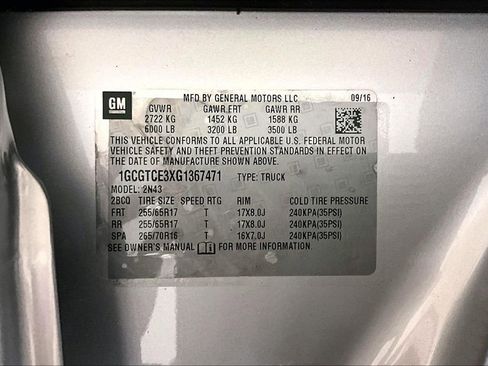 GM
MFD BY GENERAL MOTORS LLC 09/16
GVWR GAWR FRT GAWR RR
2722 KG 1452 KG 1588 KG
6000 LB 3200 LB 3500 LB
THIS VEHICLE CONFORMS TO ALL APPLICABLE U.S. FEDERAL MOTOR
VEHICLE SAFETY AND THEFT PREVENTION STANDARDS IN EFFECT ON
THE DATE OF MANUFACTURE SHOWN ABOVE.
1GCGTCE3XG1367471 TYPE: TRUCK
MODEL: 2N43
2BCQ TIRE SIZE SPEED RTG RIM COLD TIRE PRESSURE
FRT 255/65R17 T 17X8.0J 240KPA(35PSI)
RR 255/65R17 T 17X8.0J 240KPA(35PSI)
SPA 265/70R16 T 16X7.0J 240KPA(35PSI)
SEE OWNER'S MANUAL FOR MORE INFORMATION.